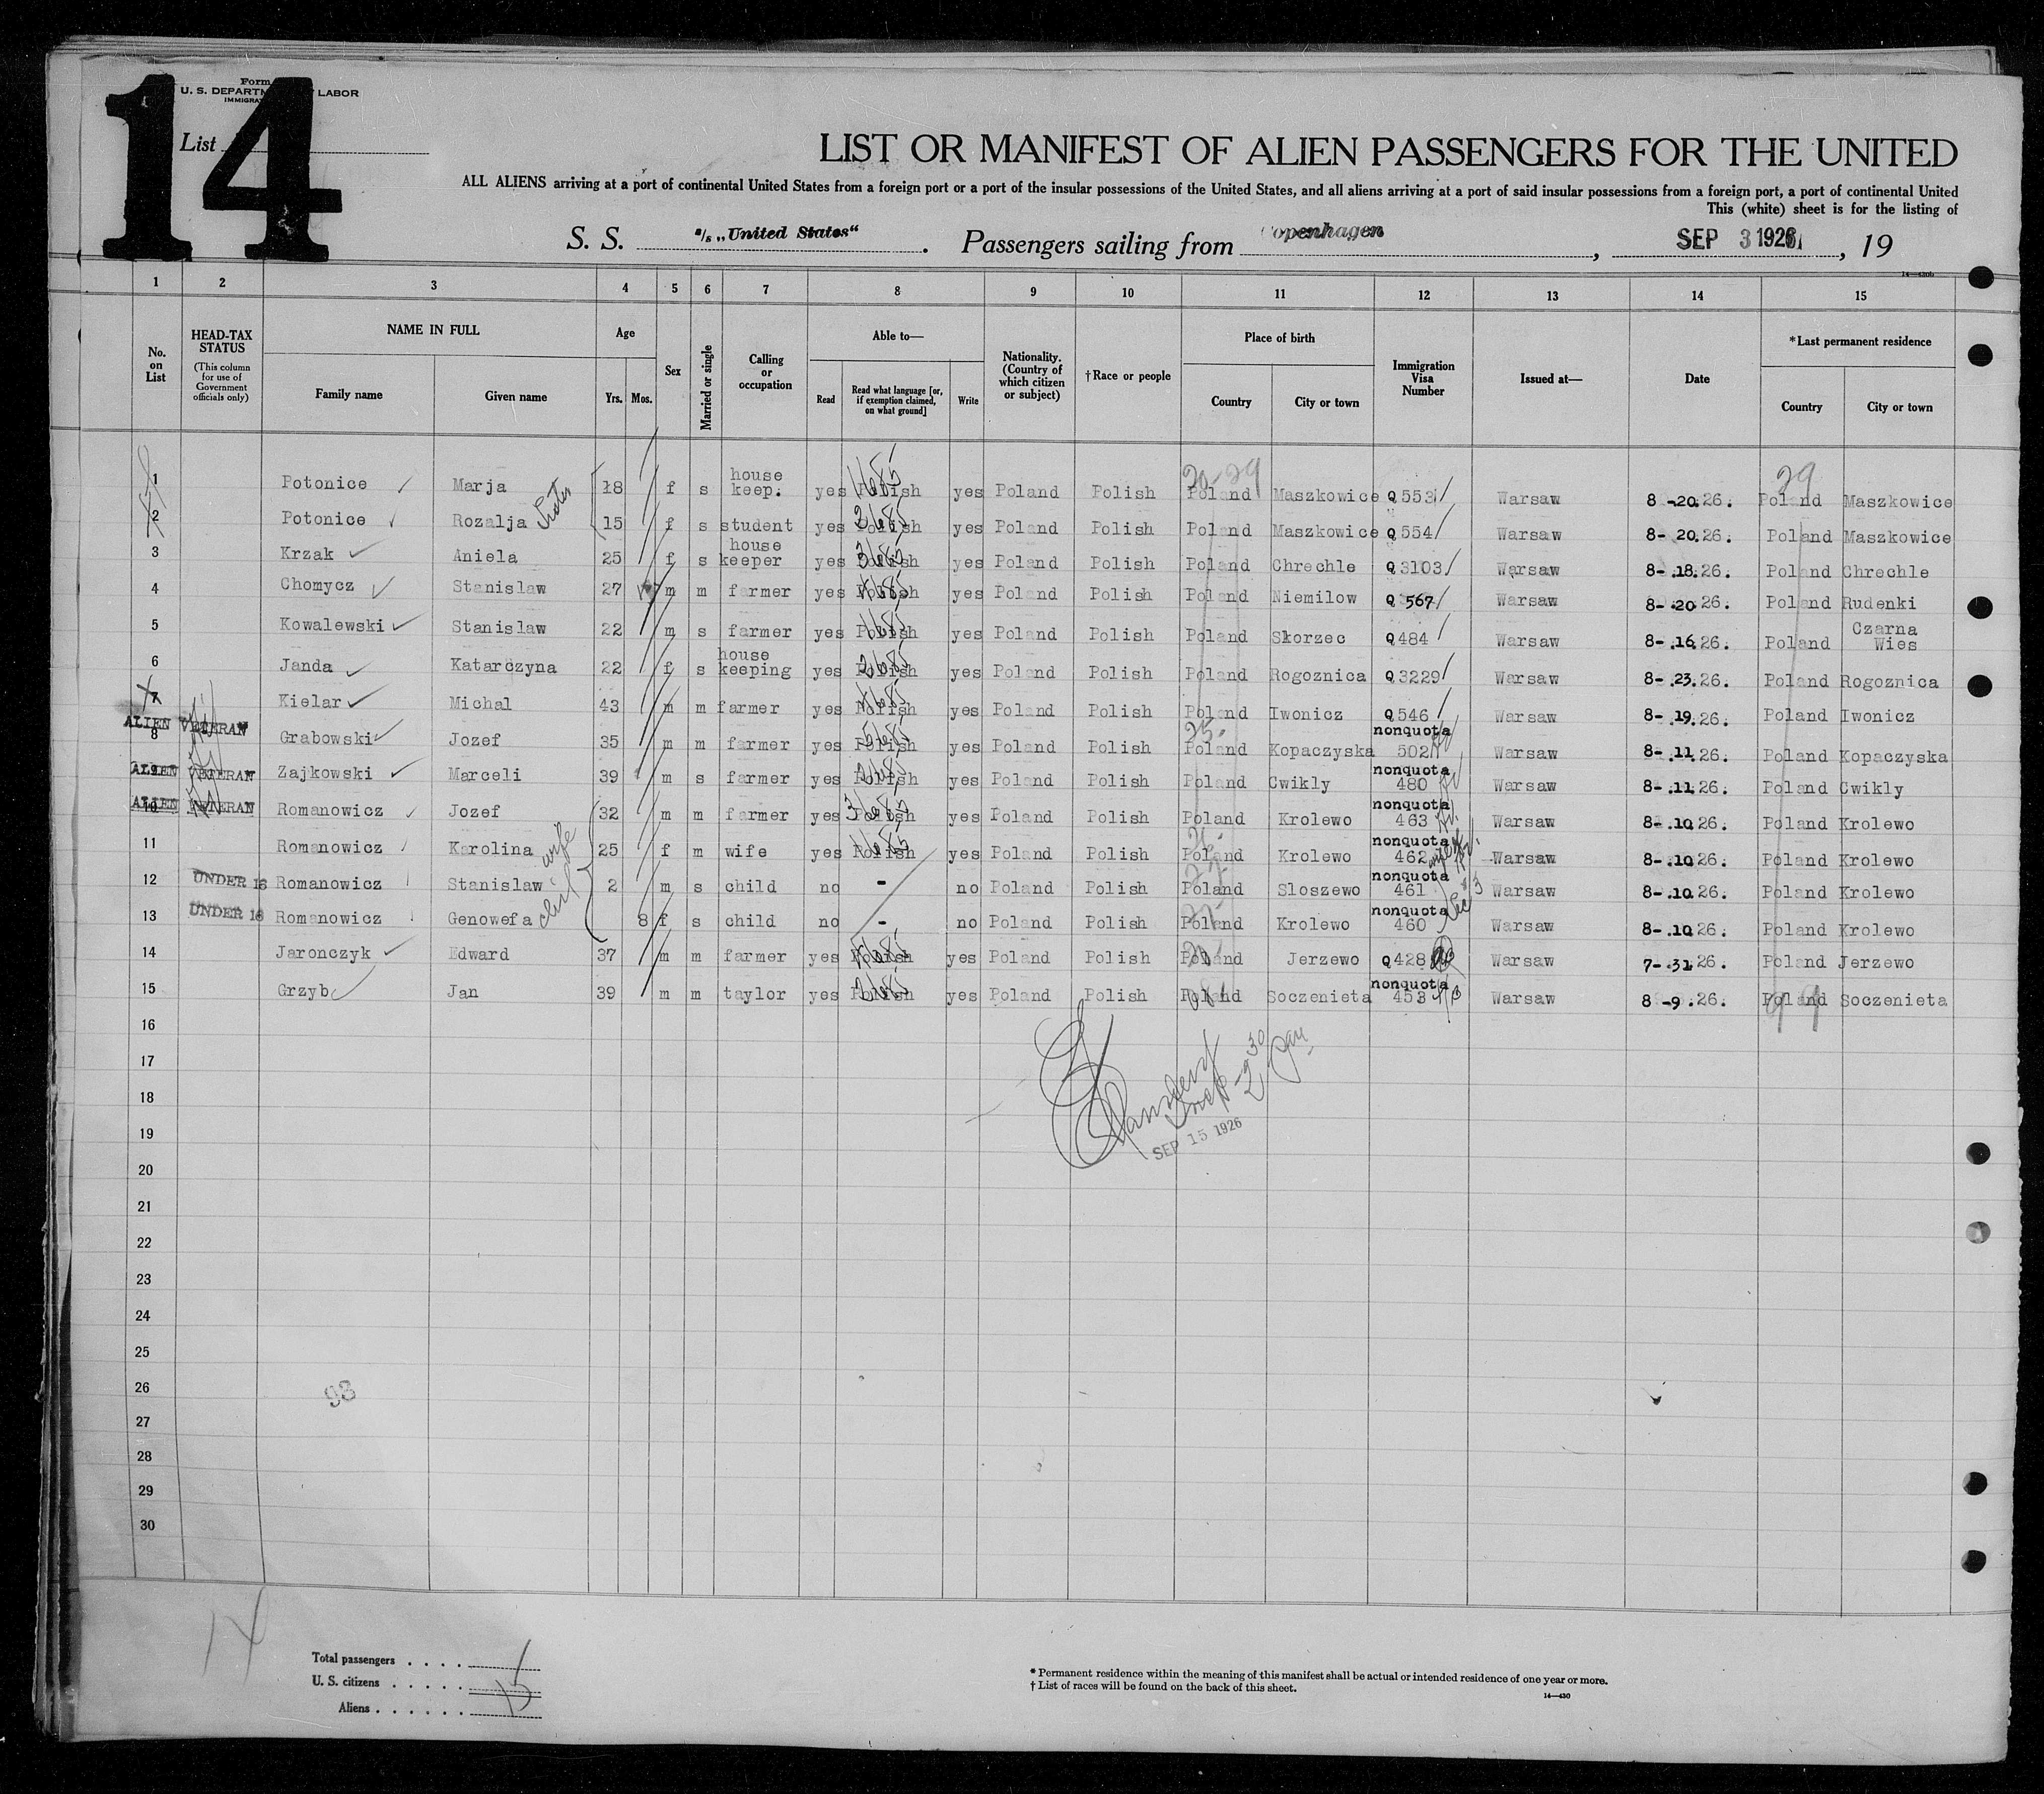 14
Form
U. S. DEPARTM LABOR
IMMIGRA
List
LIST OR MANIFEST OF ALIEN PASSENGERS FOR THE UNITED
ALL ALIENS arriving at a port of continental United States from a foreign port or a port of the insular possessions of the United States, and all aliens arriving at a port of said insular possessions from a foreign port, a port of continental United
This (white) sheet is for the listing of
S. S. s/s „United States“. Passengers sailing from Copenhagen, SEP 3 1926, 19
14—430b
1 2 3 4 5 6 7 8 9 10 11 12 13 14 15
No. on List
HEAD-TAX STATUS
(This column for use of Government officials only)
NAME IN FULL
Family name Given name
Age
Yrs. Mos.
Sex
Married or single
Calling or occupation
Able to—
Read Read what language [or, if exemption claimed, on what ground] Write
Nationality. (Country of which citizen or subject)
†Race or people
Place of birth
Country City or town
Immigration Visa Number
Issued at—
Date
*Last permanent residence
Country City or town
20-29 29
1 Potonice Marja 18 f s house keep. yes Polish yes Poland Polish Poland Maszkowice Q 553 Warsaw 8 -20.26. Poland Maszkowice
2 Potonice Rozalja 15 f s student yes Polish yes Poland Polish Poland Maszkowice Q 554 Warsaw 8- 20.26. Poland Maszkowice
3 Krzak Aniela 25 f s house keeper yes Polish yes Poland Polish Poland Chrechle Q 3103 Warsaw 8-.18.26. Poland Chrechle
4 Chomycz Stanislaw 27 m m farmer yes Polish yes Poland Polish Poland Niemilow Q 567 Warsaw 8-.20 26. Poland Rudenki
5 Kowalewski Stanislaw 22 m s farmer yes Polish yes Poland Polish Poland Skorzec Q 484 Warsaw 8-.16.26. Poland Czarna Wies
6 Janda Katarczyna 22 f s house keeping yes Polish yes Poland Polish Poland Rogoznica Q 3229 Warsaw 8-.23.26. Poland Rogoznica
7 Kielar Michal 43 m m farmer yes Polish yes Poland Polish Poland Iwonicz Q 546 Warsaw 8-.19.26. Poland Iwonicz
ALIEN VETERAN
8 Grabowski Jozef 35 m m farmer yes Polish yes Poland Polish Poland Kopaczyska nonquota 502 Warsaw 8-.11.26. Poland Kopaczyska
9 ALIEN VETERAN Zajkowski Marceli 39 m s farmer yes Polish yes Poland Polish Poland Cwikly nonquota 480 Warsaw 8-.11.26. Poland Cwikly
10 ALIEN VETERAN Romanowicz Jozef 32 m m farmer yes Polish yes Poland Polish Poland Krolewo nonquota 463 Warsaw 8-.10.26. Poland Krolewo
11 Romanowicz Karolina wife 25 f m wife yes Polish yes Poland Polish Poland Krolewo nonquota 462 Warsaw 8-.10 26. Poland Krolewo
12 UNDER 16 Romanowicz Stanislaw 2 m s child no - no Poland Polish Poland Sloszewo nonquota 461 Warsaw 8-.10.26. Poland Krolewo
13 UNDER 16 Romanowicz Genowefa 8 f s child no - no Poland Polish Poland Krolewo nonquota 460 Warsaw 8-.10.26. Poland Krolewo
14 Jaronczyk Edward 37 m m farmer yes Polish yes Poland Polish Poland Jerzewo Q 428 Warsaw 7-.31.26. Poland Jerzewo
15 Grzyb Jan 39 m m taylor yes Polish yes Poland Polish Poland Soczenieta nonquota 453 Warsaw 8 -9.26. Poland Soczenieta
16
17
18
19
SEP 15 1926
20
21
22
23
24
25
26
93
27
28
29
30
14
Total passengers
U. S. citizens
Aliens
15
* Permanent residence within the meaning of this manifest shall be actual or intended residence of one year or more.
† List of races will be found on the back of this sheet.
14—430